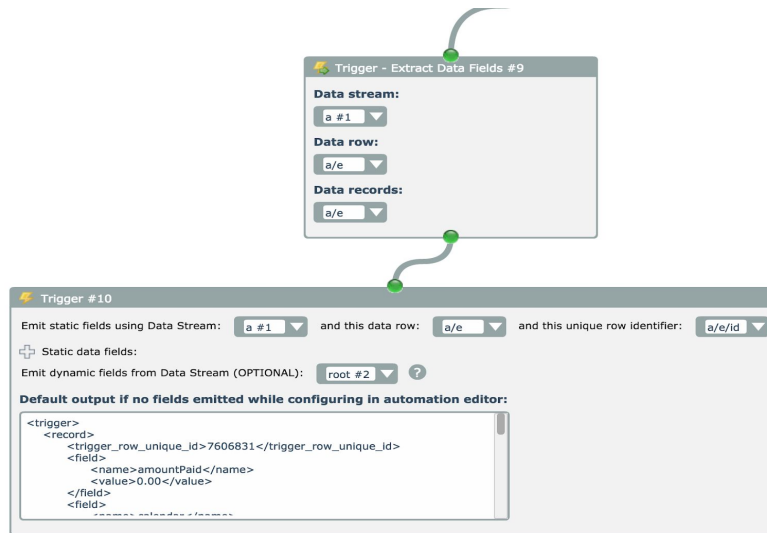 Trigger - Extract Data Fields #9
Data stream:
a #1
Data row:
a/e
Data records:
a/e
Trigger #10
Emit static fields using Data Stream: a #1 and this data row: a/e and this unique row identifier: a/e/id
Static data fields:
Emit dynamic fields from Data Stream (OPTIONAL): root #2 ?
Default output if no fields emitted while configuring in automation editor:
<trigger>
<record>
<trigger_row_unique_id>7606831</trigger_row_unique_id>
<field>
<name>amountPaid</name>
<value>0.00</value>
</field>
<field>